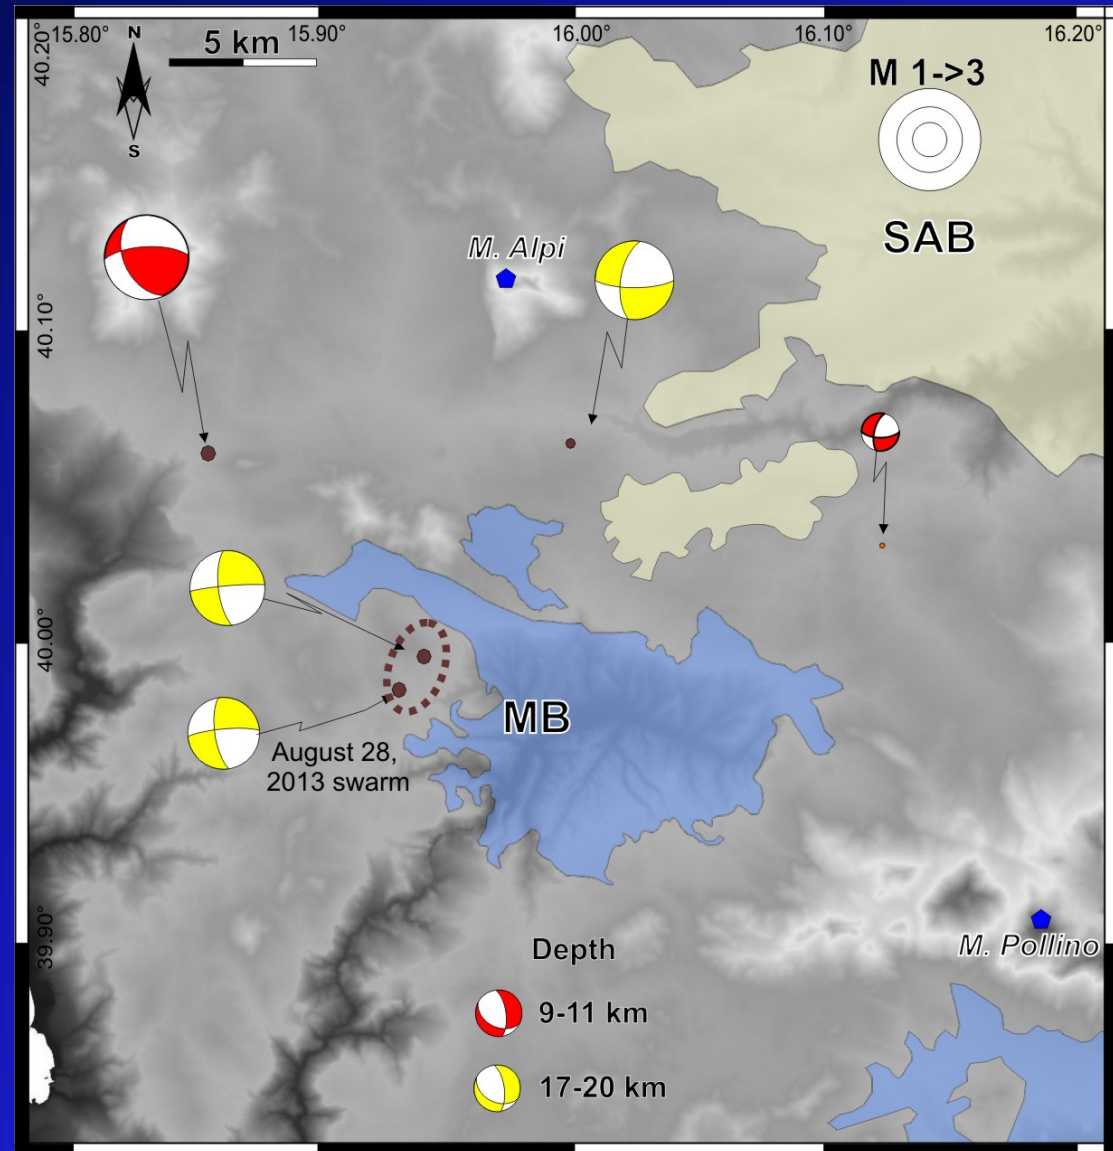 15.80°
15.90°
16.00°
16.10°
16.20°
40.20°
N
5 km
S
M 1->3
SAB
M. Alpi
40.10°
40.00°
MB
August 28,
2013 swarm
39.90°
Depth
M. Pollino
9-11 km
17-20 km